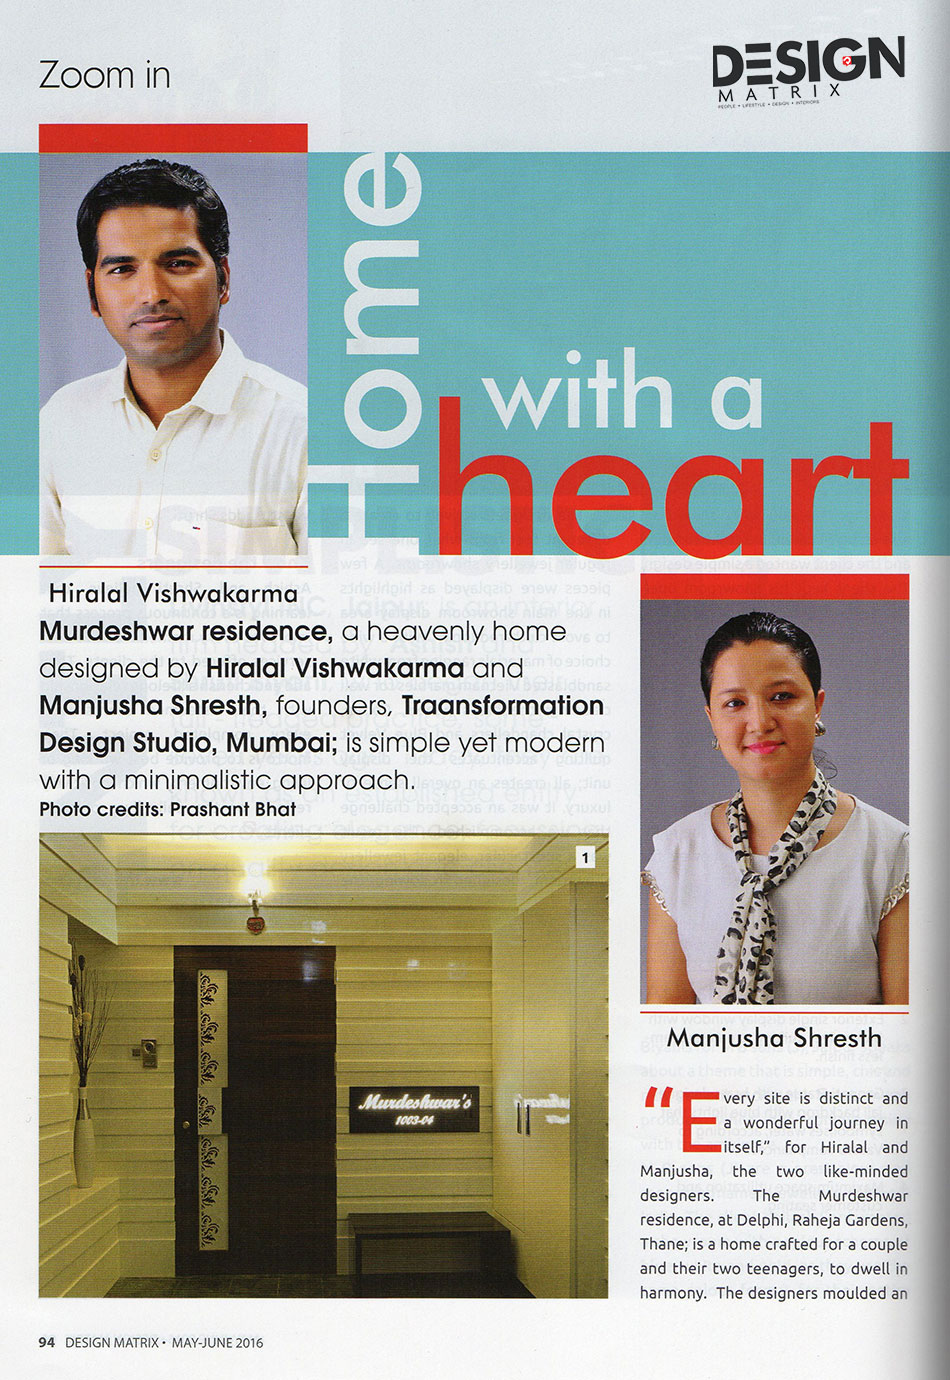 Zoom in
DESIGN
MATRIX
PEOPLE • LIFESTYLE • DESIGN • INTERIORS
Home
with a
heart
Hiralal Vishwakarma
Murdeshwar residence, a heavenly home
designed by Hiralal Vishwakarma and
Manjusha Shresth, founders, Traansformation
Design Studio, Mumbai; is simple yet modern
with a minimalistic approach.
Photo credits: Prashant Bhat
1
Murdeshwar's
1003-04
Manjusha Shresth
“Every site is distinct and
a wonderful journey in
itself,” for Hiralal and
Manjusha, the two like-minded
designers. The Murdeshwar
residence, at Delphi, Raheja Gardens,
Thane; is a home crafted for a couple
and their two teenagers, to dwell in
harmony. The designers moulded an
94 DESIGN MATRIX • MAY-JUNE 2016